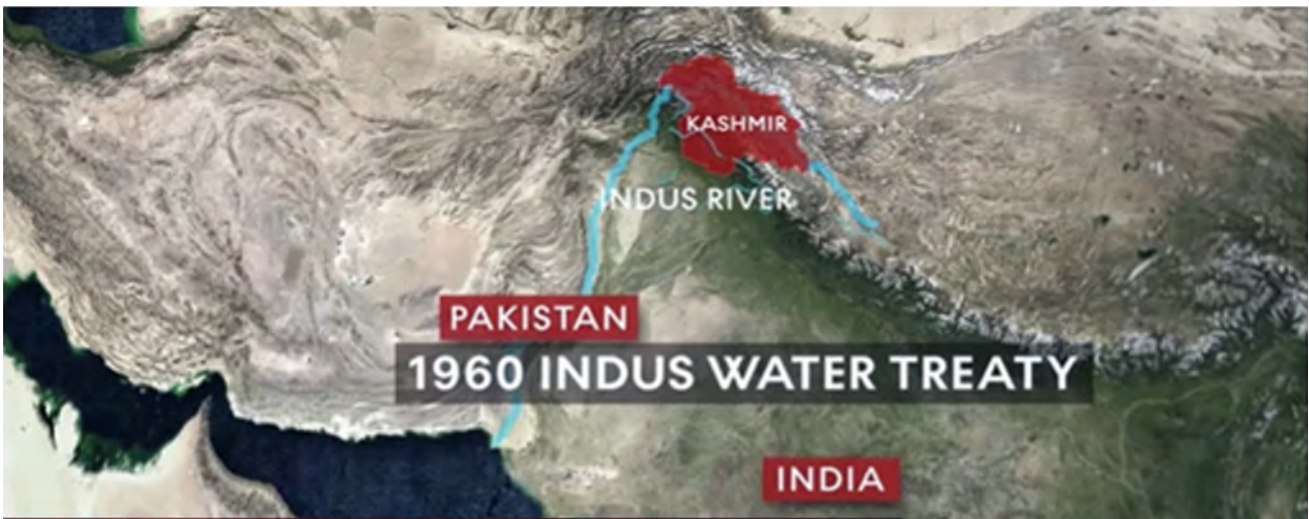 KASHMIR
INDUS RIVER
PAKISTAN
1960 INDUS WATER TREATY
INDIA